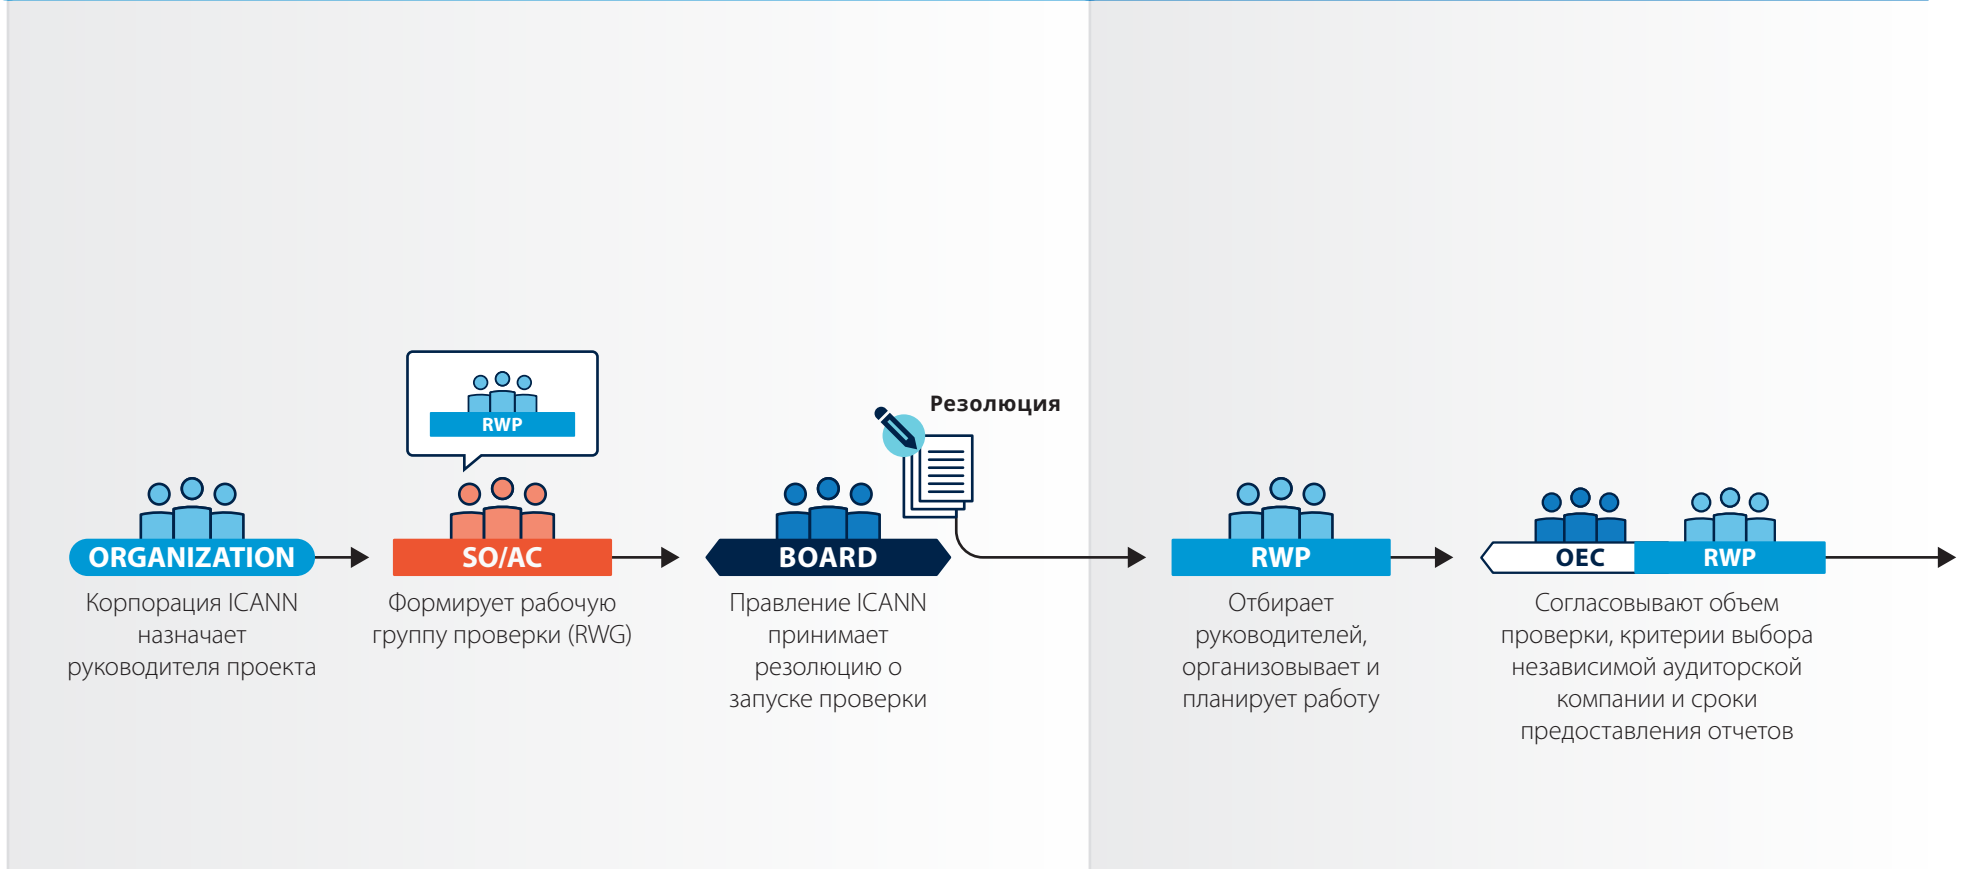 RWP
Резолюция
ORGANIZATION
Корпорация ICANN
назначает
руководителя проекта
SO/AC
Формирует рабочую
группу проверки (RWG)
BOARD
Правление ICANN
принимает
резолюцию о
запуске проверки
RWP
Отбирает
руководителей,
организовывает и
планирует работу
OEC
RWP
Согласовывают объем
проверки, критерии выбора
независимой аудиторской
компании и сроки
предоставления отчетов